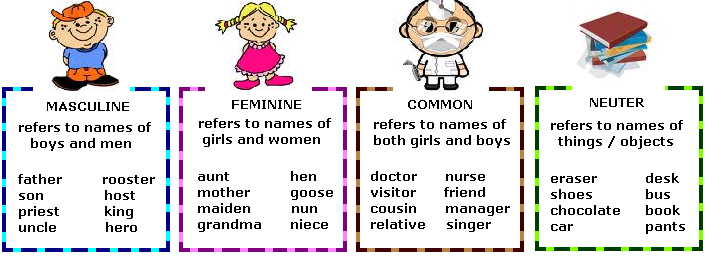 MASCULINE
refers to names of
boys and men
father rooster
son host
priest king
uncle hero
FEMININE
refers to names of
girls and women
aunt hen
mother goose
maiden nun
grandma niece
COMMON
refers to names of
both girls and boys
doctor nurse
visitor friend
cousin manager
relative singer
NEUTER
refers to names of
things / objects
eraser desk
shoes bus
chocolate book
car pants